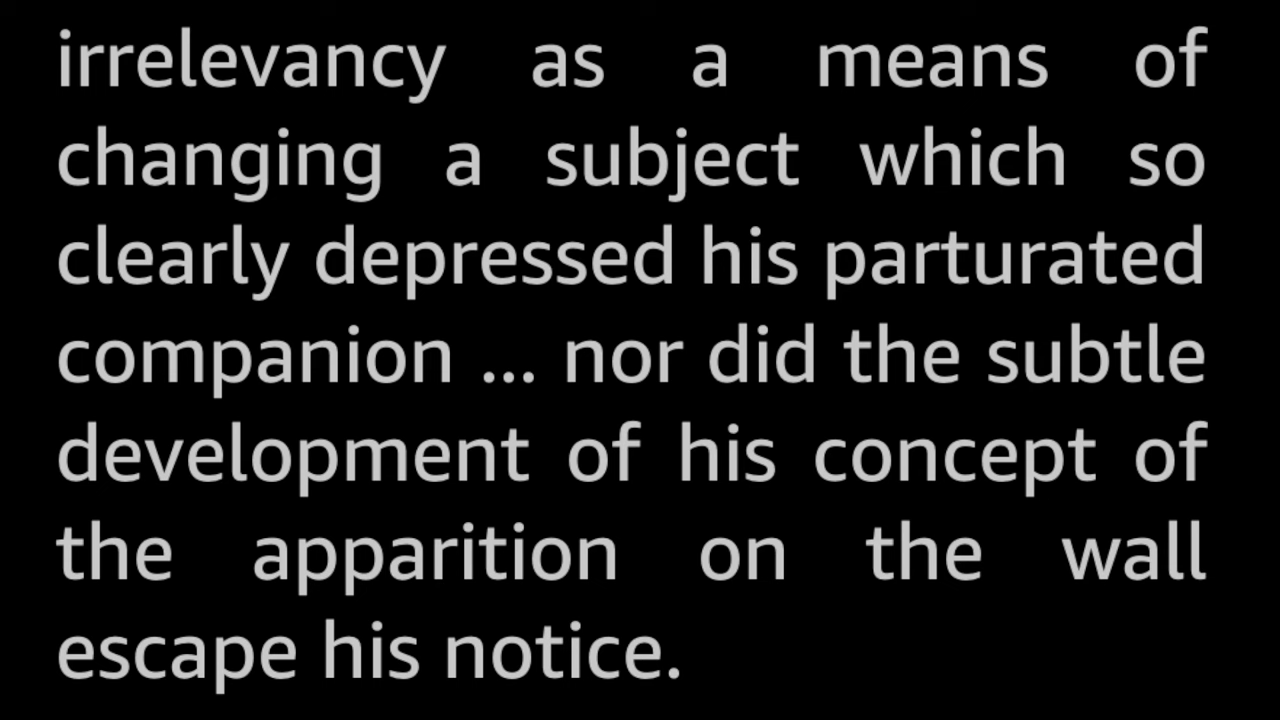 irrelevancy as a means of
changing a subject which so
clearly depressed his parturated
companion ... nor did the subtle
development of his concept of
the apparition on the wall
escape his notice.